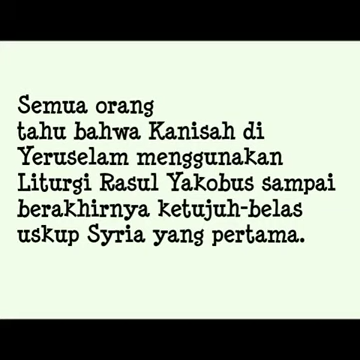 Semua orang
tahu bahwa Kanisah di
Yeruselam menggunakan
Liturgi Rasul Yakobus sampai
berakhirnya ketujuh-belas
uskup Syria yang pertama.